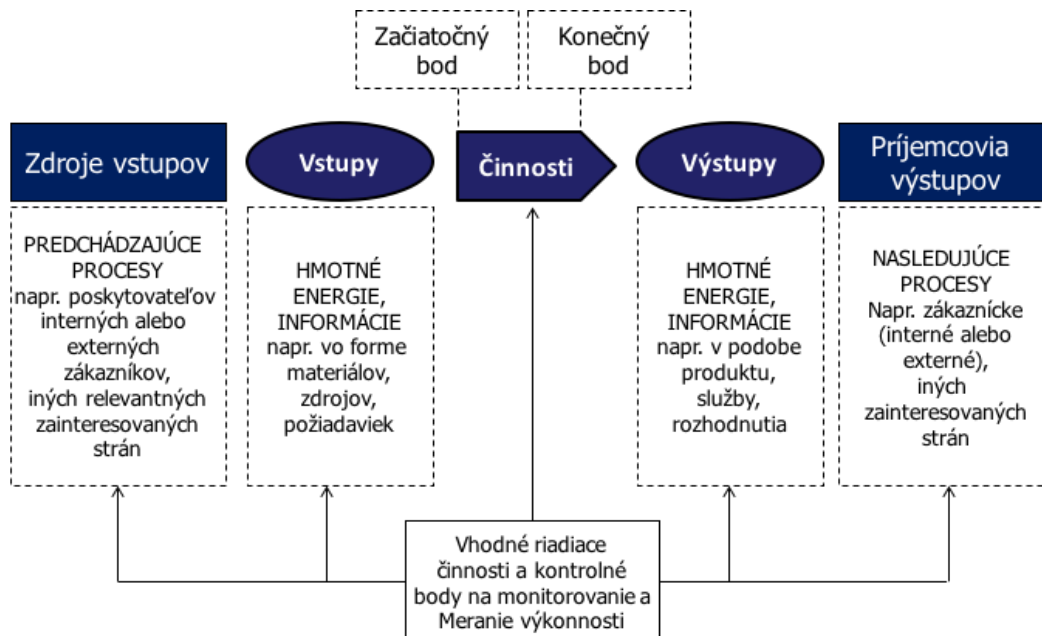 Začiatočný
bod
Konečný
bod
Zdroje vstupov
Vstupy
Činnosti
Výstupy
Príjemcovia
výstupov
PREDCHÁDZAJÚCE
PROCESY
napr. poskytovateľov
interných alebo
externých
zákazníkov,
iných relevantných
zainteresovaných
strán
HMOTNÉ
ENERGIE,
INFORMÁCIE
napr. vo forme
materiálov,
zdrojov,
požiadaviek
HMOTNÉ
ENERGIE,
INFORMÁCIE
napr. v podobe
produktu,
služby,
rozhodnutia
NASLEDUJÚCE
PROCESY
Napr. zákaznícke
(interné alebo
externé),
iných
zainteresovaných
strán
Vhodné riadiace
činnosti a kontrolné
body na monitorovanie a
Meranie výkonnosti